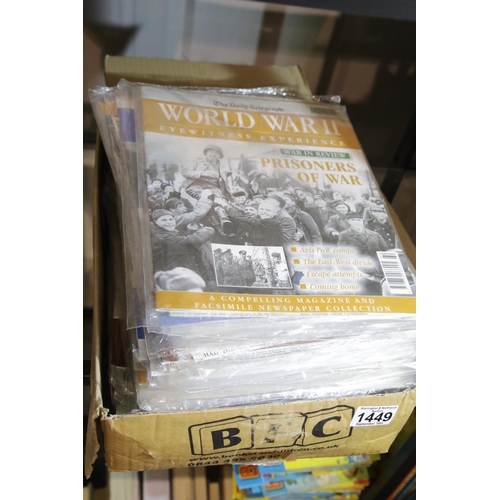 The Daily Telegraph
WORLD WAR II
EYEWITNESS EXPERIENCE
WAR IN REVIEW
PRISONERS
OF WAR
Axis PoW camps
The East-West divide
Escape attempts
Coming home
A COMPELLING MAGAZINE AND
FACSIMILE NEWSPAPER COLLECTION
BFC
1449